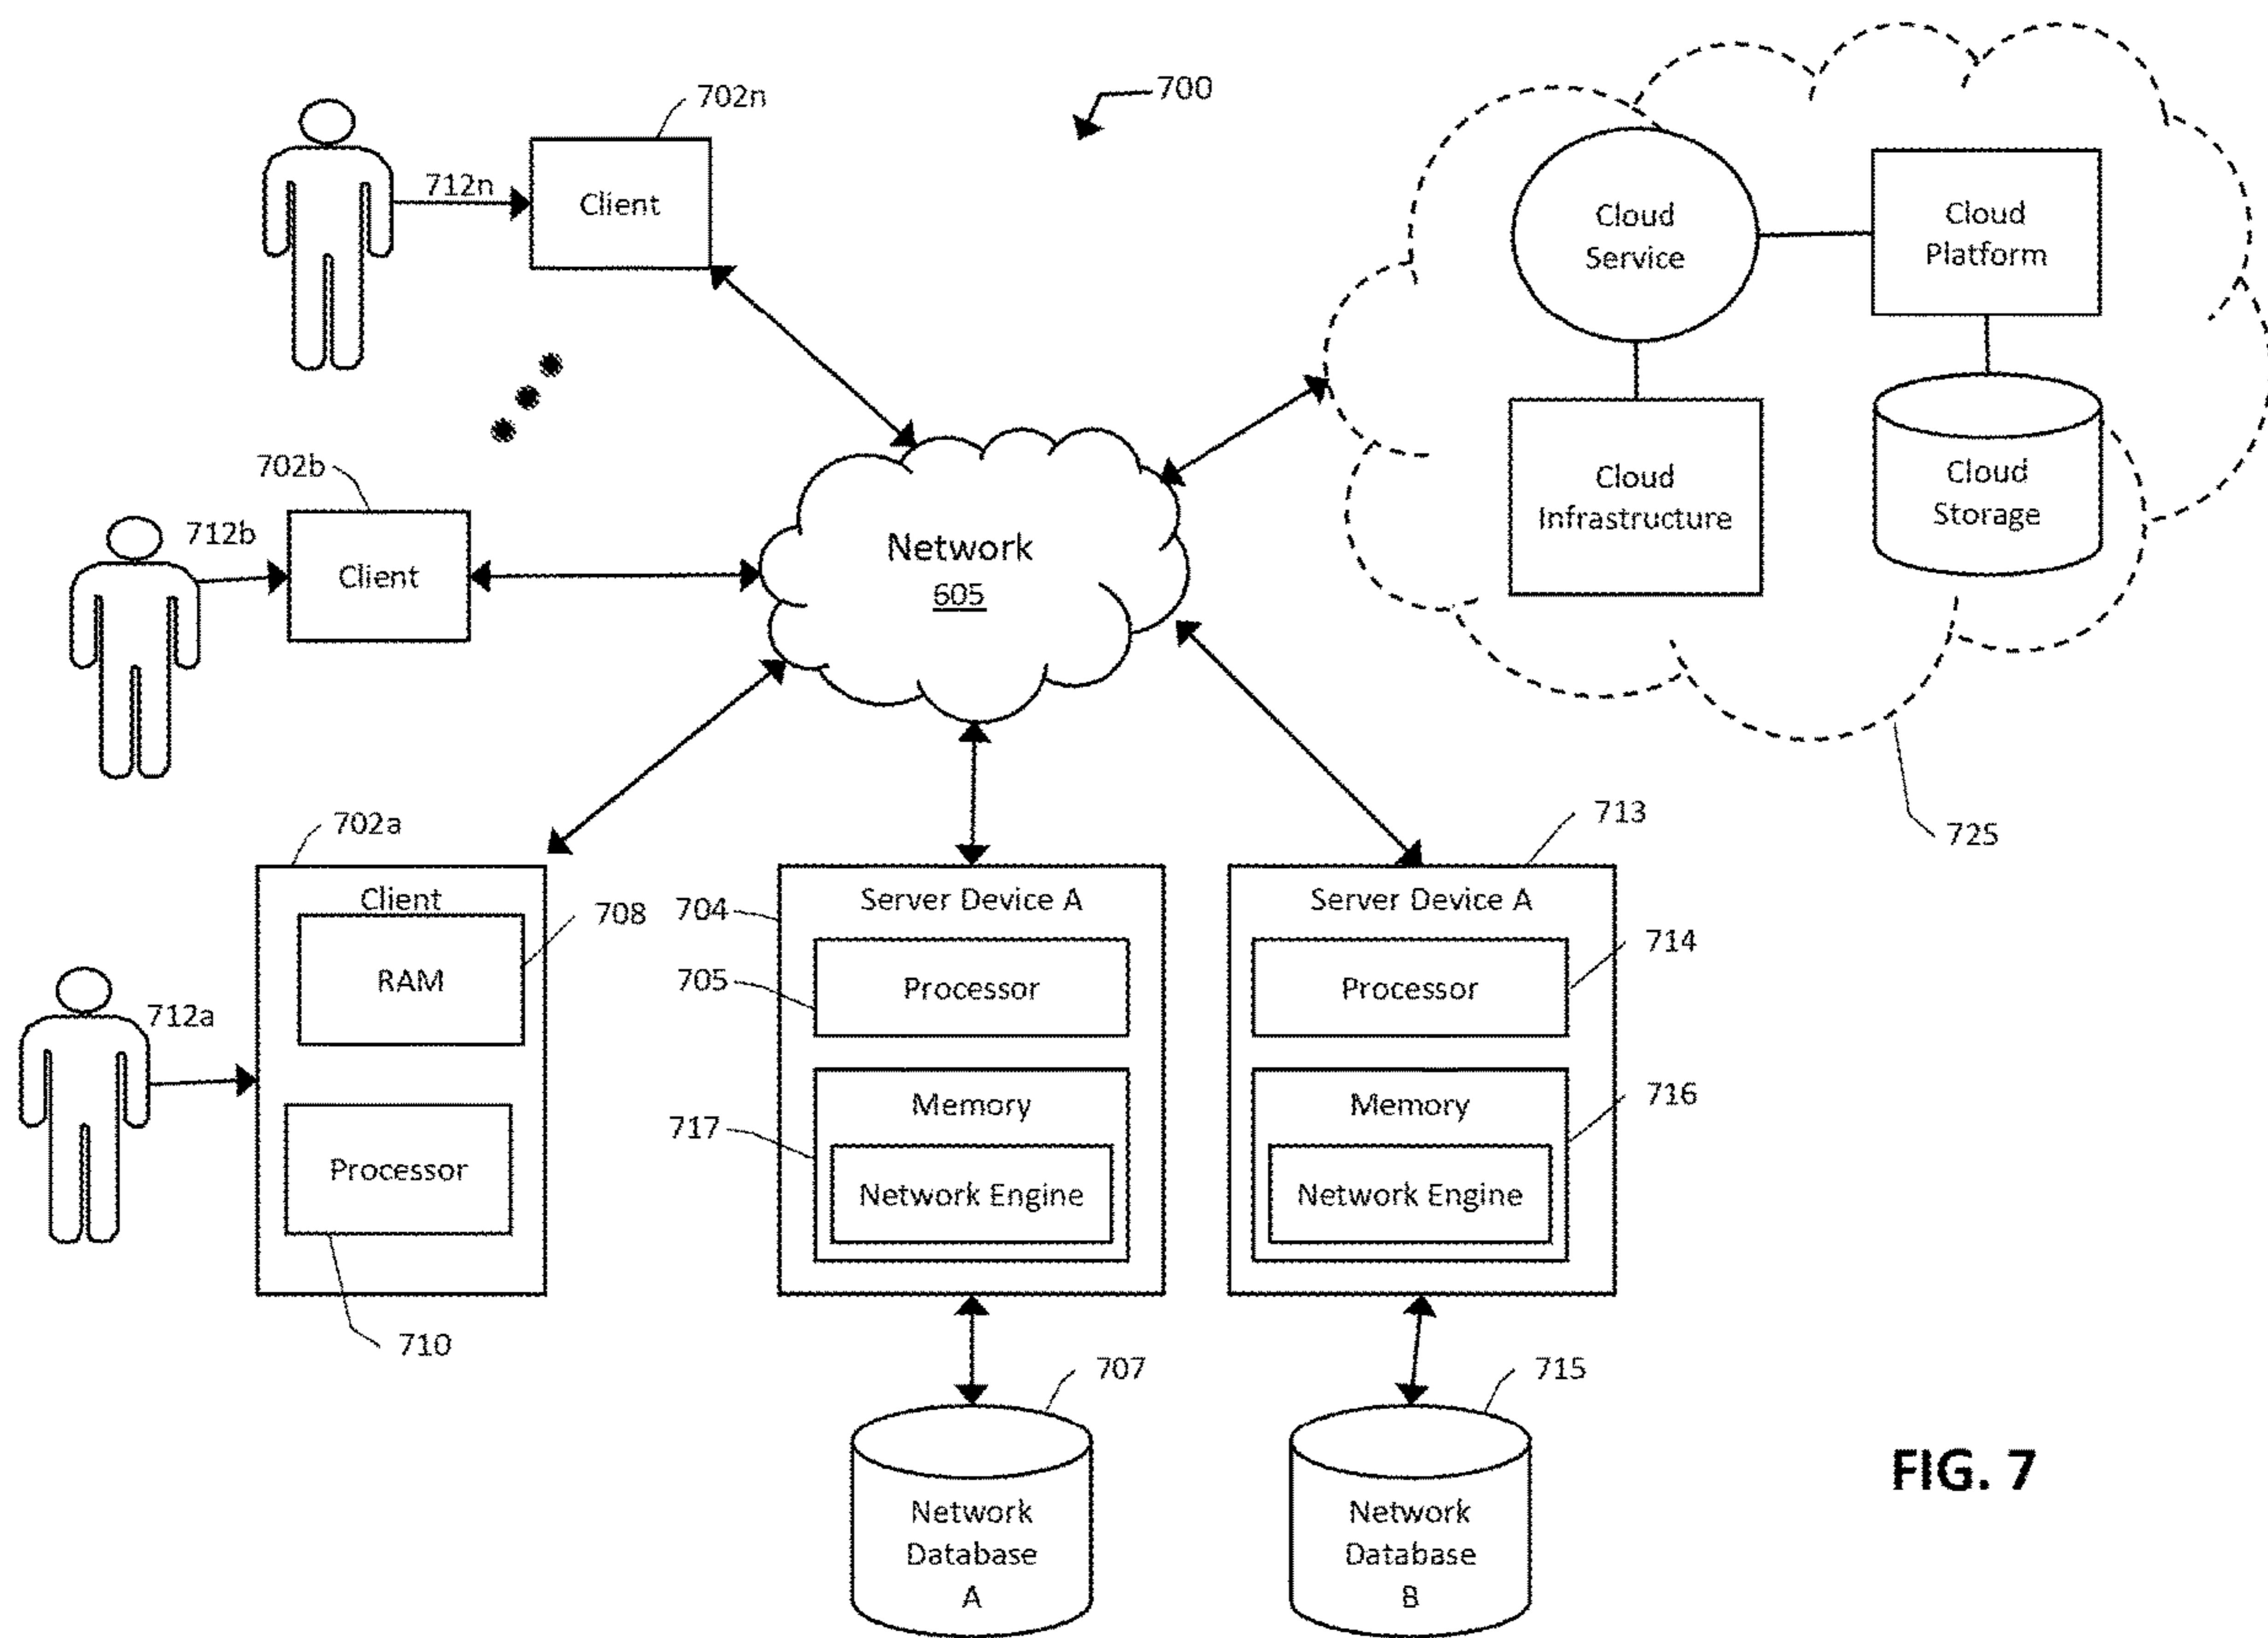 702n
700
712n
Client
Cloud
Service
Cloud
Platform
702b
712b
Client
Network
605
Cloud
Infrastructure
Cloud
Storage
702a
713
725
Client
708
704
Server Device A
Server Device A
714
RAM
705
Processor
Processor
712a
Memory
Memory
716
717
Processor
Network Engine
Network Engine
710
707
715
FIG. 7
Network
Database
A
Network
Database
B